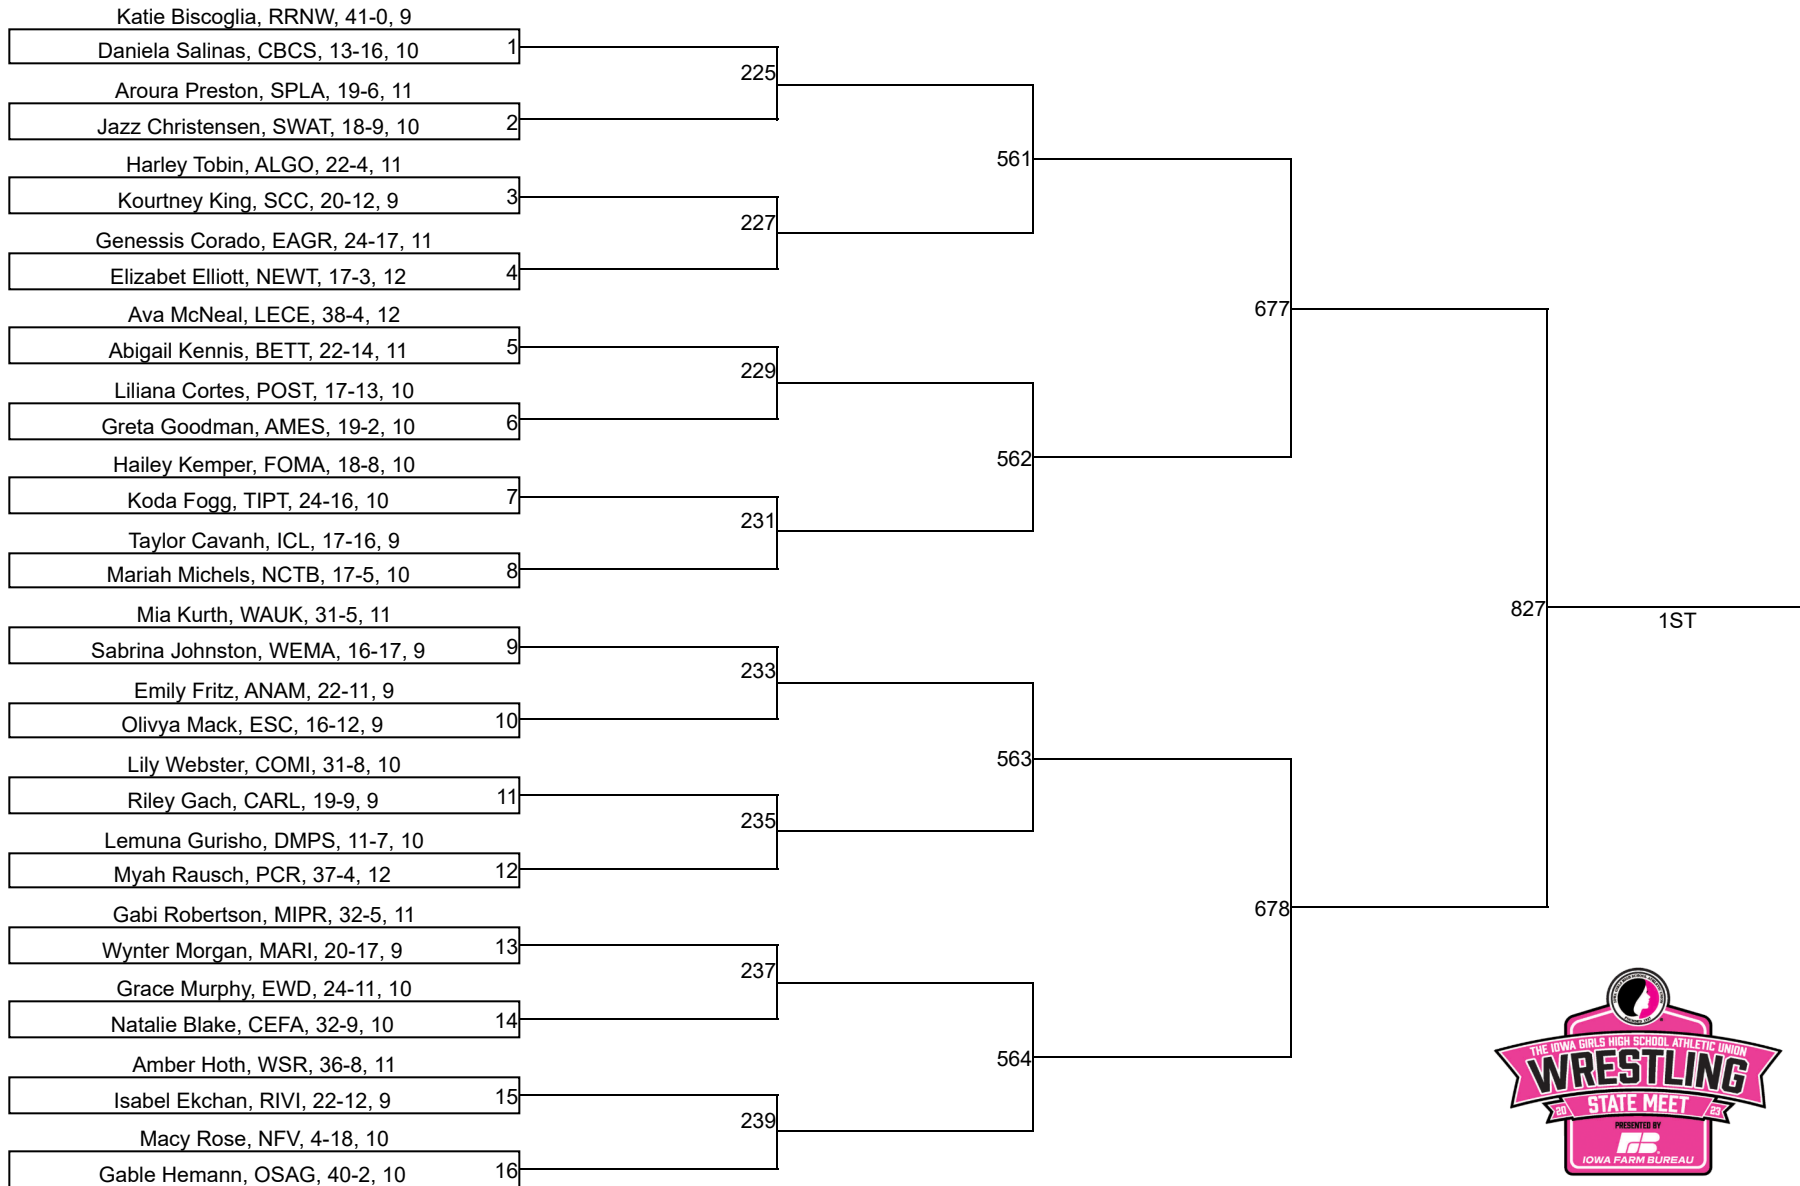 Katie Biscoglia, RRNW, 41-0, 9
Daniela Salinas, CBCS, 13-16, 10
1
225
Aroura Preston, SPLA, 19-6, 11
Jazz Christensen, SWAT, 18-9, 10
2
561
Harley Tobin, ALGO, 22-4, 11
Kourtney King, SCC, 20-12, 9
3
227
Genessis Corado, EAGR, 24-17, 11
Elizabet Elliott, NEWT, 17-3, 12
4
677
Ava McNeal, LECE, 38-4, 12
Abigail Kennis, BETT, 22-14, 11
5
229
Liliana Cortes, POST, 17-13, 10
Greta Goodman, AMES, 19-2, 10
6
562
Hailey Kemper, FOMA, 18-8, 10
Koda Fogg, TIPT, 24-16, 10
7
231
Taylor Cavanh, ICL, 17-16, 9
Mariah Michels, NCTB, 17-5, 10
8
827
1ST
Mia Kurth, WAUK, 31-5, 11
Sabrina Johnston, WEMA, 16-17, 9
9
233
Emily Fritz, ANAM, 22-11, 9
Olivya Mack, ESC, 16-12, 9
10
563
Lily Webster, COMI, 31-8, 10
Riley Gach, CARL, 19-9, 9
11
235
Lemuna Gurisho, DMPS, 11-7, 10
Myah Rausch, PCR, 37-4, 12
12
678
Gabi Robertson, MIPR, 32-5, 11
Wynter Morgan, MARI, 20-17, 9
13
237
Grace Murphy, EWD, 24-11, 10
Natalie Blake, CEFA, 32-9, 10
14
564
Amber Hoth, WSR, 36-8, 11
Isabel Ekchan, RIVI, 22-12, 9
15
239
Macy Rose, NFV, 4-18, 10
Gable Hemann, OSAG, 40-2, 10
16
THE IOWA GIRLS HIGH SCHOOL ATHLETIC UNION
WRESTLING
20 STATE MEET 23
PRESENTED BY
FB
IOWA FARM BUREAU